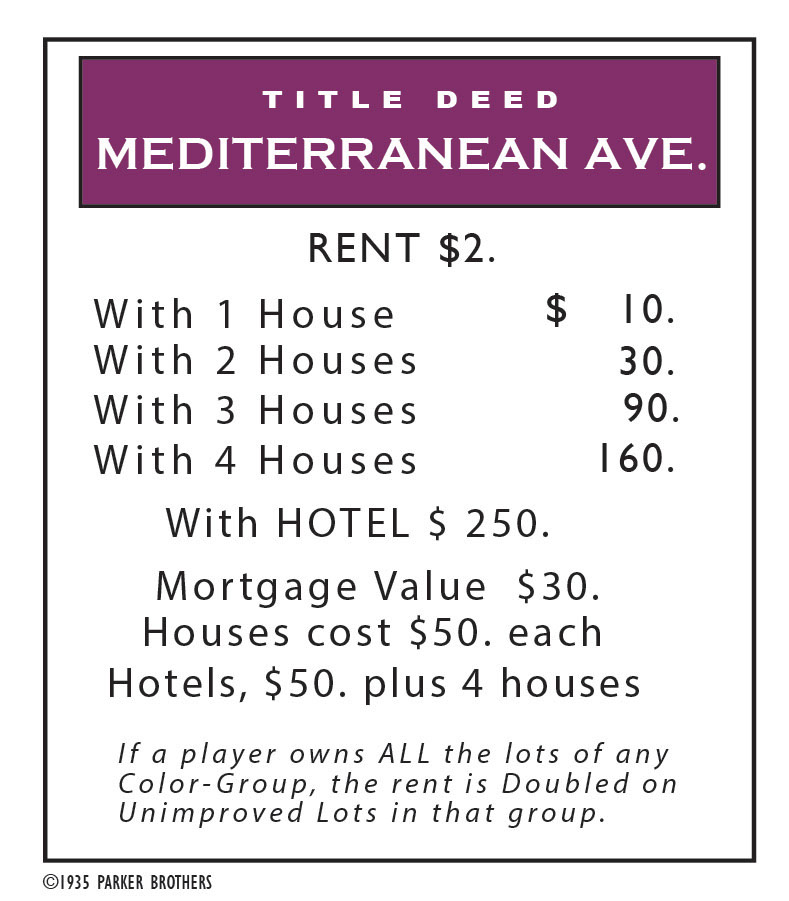 TITLE DEED
MEDITERRANEAN AVE.
RENT $2.
With 1 House $ 10.
With 2 Houses 30.
With 3 Houses 90.
With 4 Houses 160.
With HOTEL $ 250.
Mortgage Value $30.
Houses cost $50. each
Hotels, $50. plus 4 houses
If a player owns ALL the lots of any
Color-Group, the rent is Doubled on
Unimproved Lots in that group.
©1935 PARKER BROTHERS